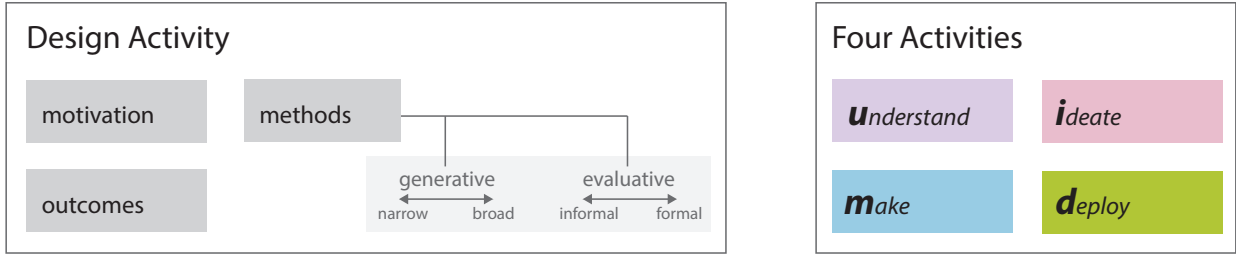 Design Activity
motivation
methods
outcomes
generative
evaluative
narrow
broad
informal
formal
Four Activities
understand
ideate
make
deploy